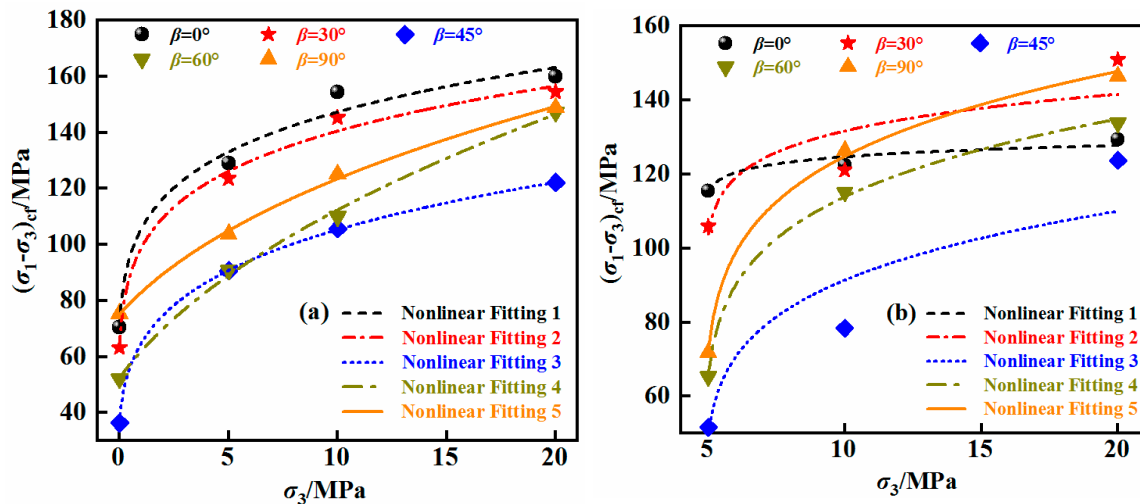 180
160
140
120
100
80
60
40
(σ1-σ3)cf/MPa
β=0° β=30° β=45°
β=60° β=90°
(a)
Nonlinear Fitting 1
Nonlinear Fitting 2
Nonlinear Fitting 3
Nonlinear Fitting 4
Nonlinear Fitting 5
0 5 10 15 20
σ3/MPa
160
140
120
100
80
60
(σ1-σ3)cf/MPa
β=0° β=30° β=45°
β=60° β=90°
(b)
Nonlinear Fitting 1
Nonlinear Fitting 2
Nonlinear Fitting 3
Nonlinear Fitting 4
Nonlinear Fitting 5
5 10 15 20
σ3/MPa